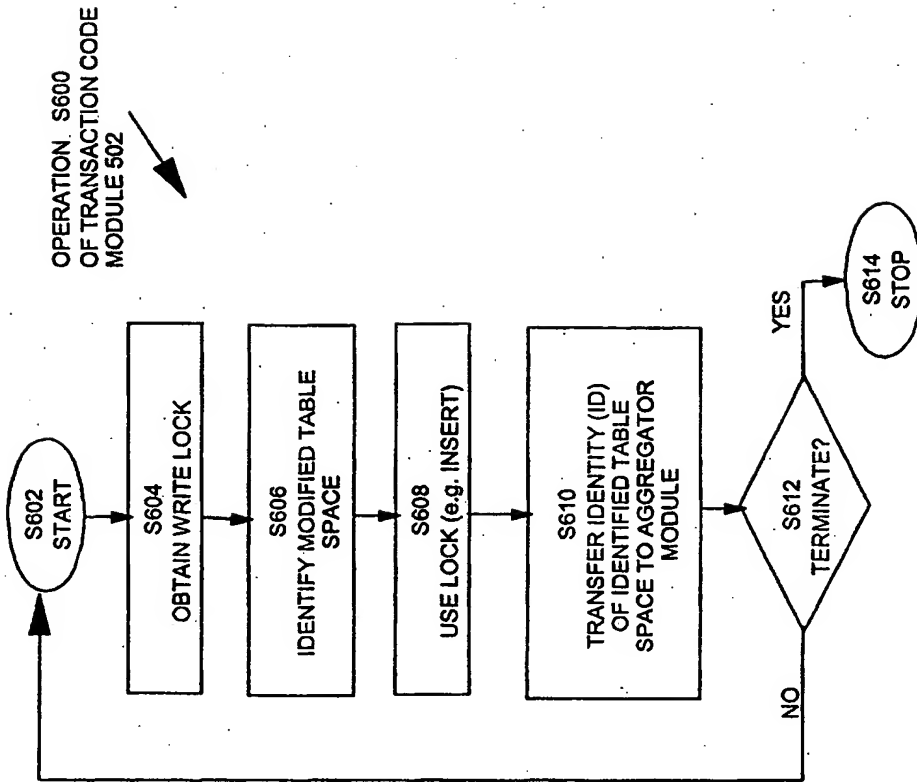 OPERATION S600
OF TRANSACTION CODE
MODULE 502
S602
START
S604
OBTAIN WRITE LOCK
S606
IDENTIFY MODIFIED TABLE
SPACE
S608
USE LOCK (e.g. INSERT)
S610
TRANSFER IDENTITY (ID)
OF IDENTIFIED TABLE
SPACE TO AGGREGATOR
MODULE
S612
TERMINATE?
NO
YES
S614
STOP